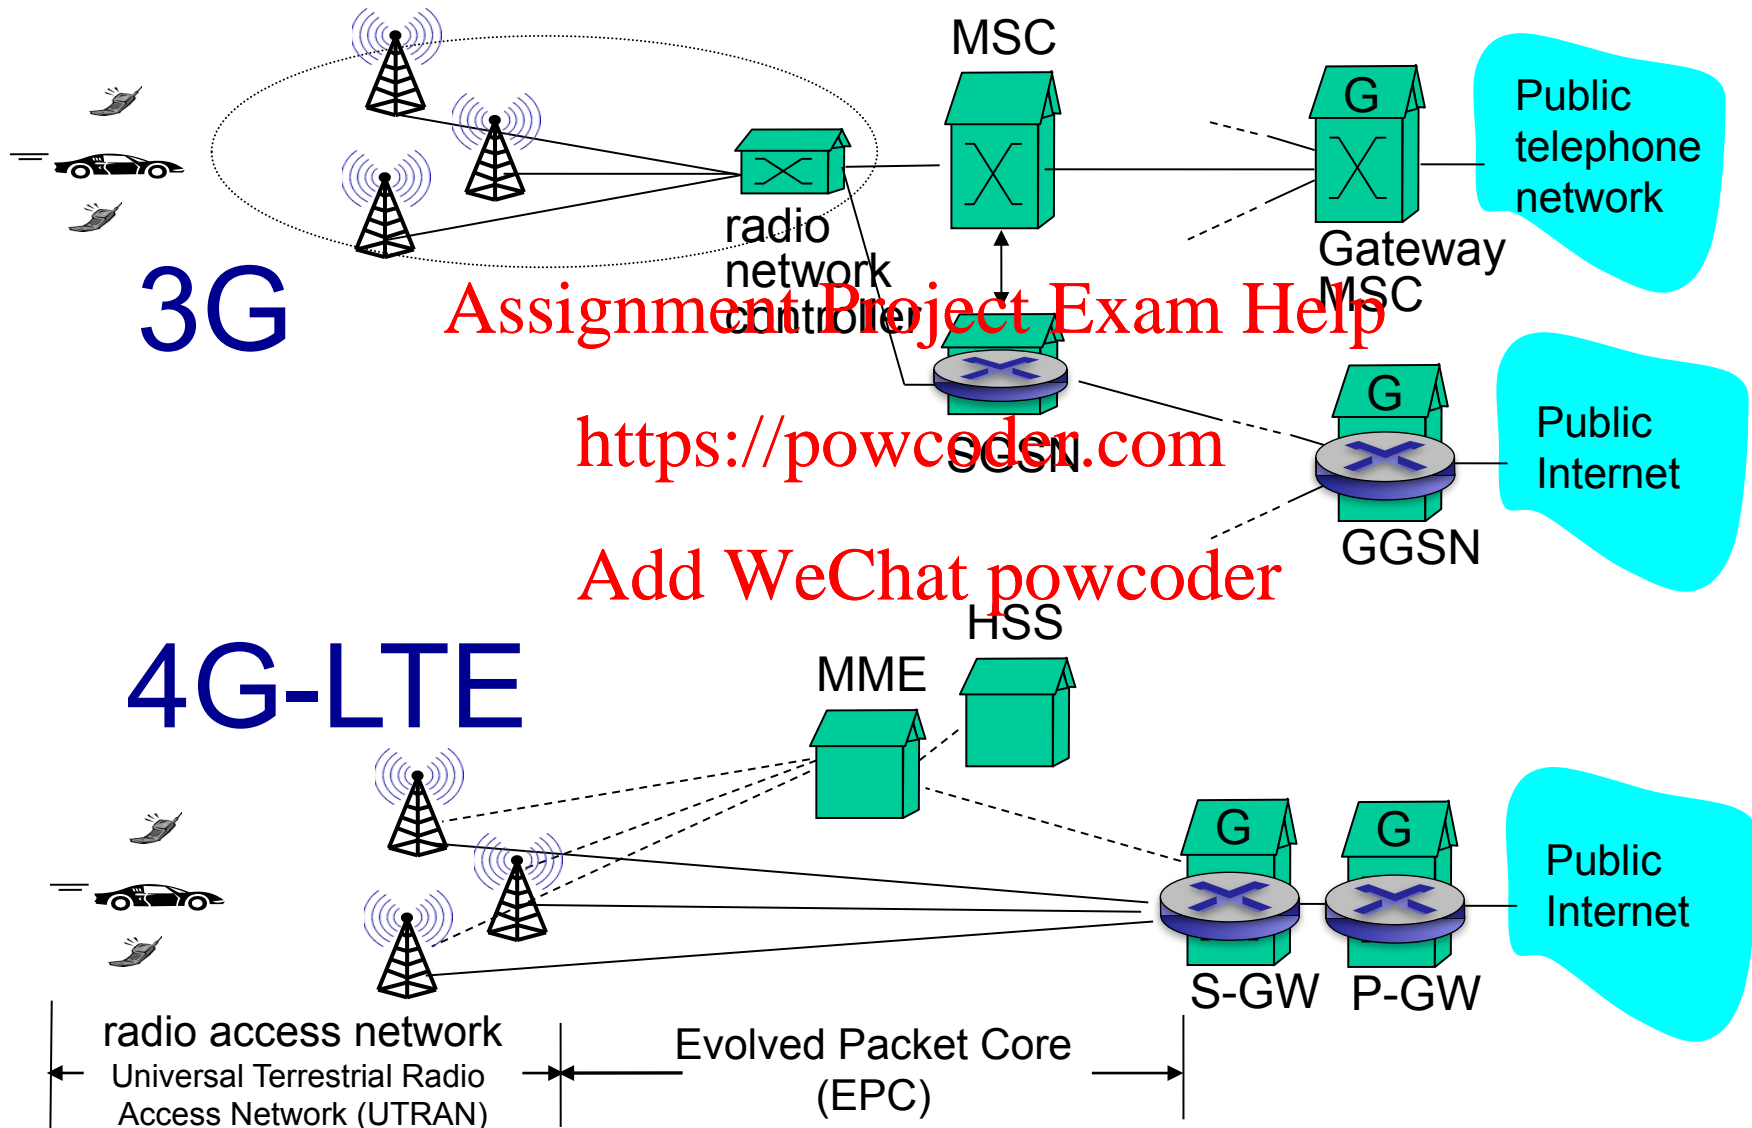 MSC
G
Public
telephone
network
radio
network
controller
Gateway
MSC
3G
Assignment Project Exam Help
G
Public
Internet
https://powcoder.com
SGSN
GGSN
Add WeChat powcoder
HSS
MME
4G-LTE
G
G
Public
Internet
S-GW
P-GW
radio access network
Universal Terrestrial Radio
Access Network (UTRAN)
Evolved Packet Core
(EPC)